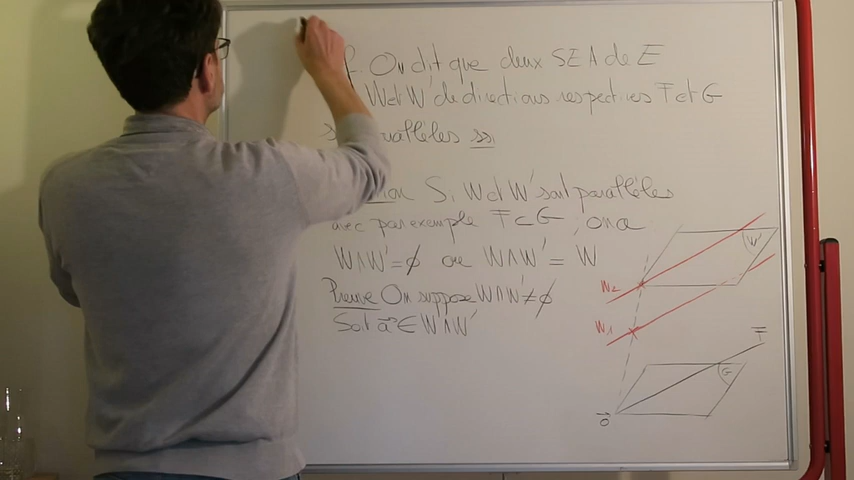 f. On dit que deux SEA de E
W et W' de directions respectives F et G
parallèles ssi
Si W et W' sont parallèles
avec par exemple F⊂G, on a
W∩W'=∅ ou W∩W'= W
Preuve On suppose W∩W'≠∅
Soit a⃗ ∈ W∩W'
W'
W2
W1
F
G
0⃗